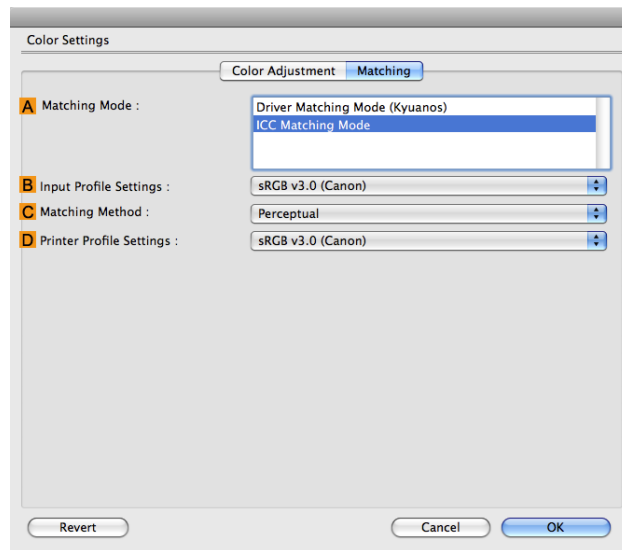 Color Settings
Color Adjustment Matching
A Matching Mode :
Driver Matching Mode (Kyuanos)
ICC Matching Mode
B Input Profile Settings : sRGB v3.0 (Canon)
C Matching Method : Perceptual
D Printer Profile Settings : sRGB v3.0 (Canon)
Revert Cancel OK